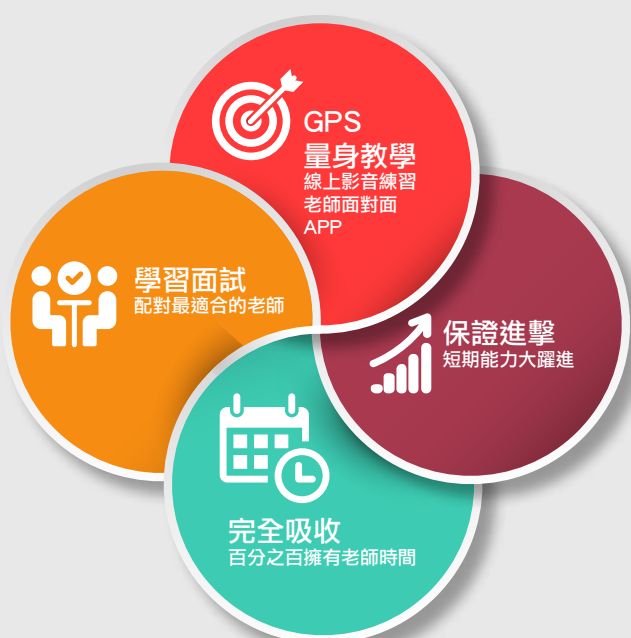 GPS
量身教學
線上影音練習
老師面對面
APP
學習面試
配對最適合的老師
保證進擊
短期能力大躍進
完全吸收
百分之百擁有老師時間